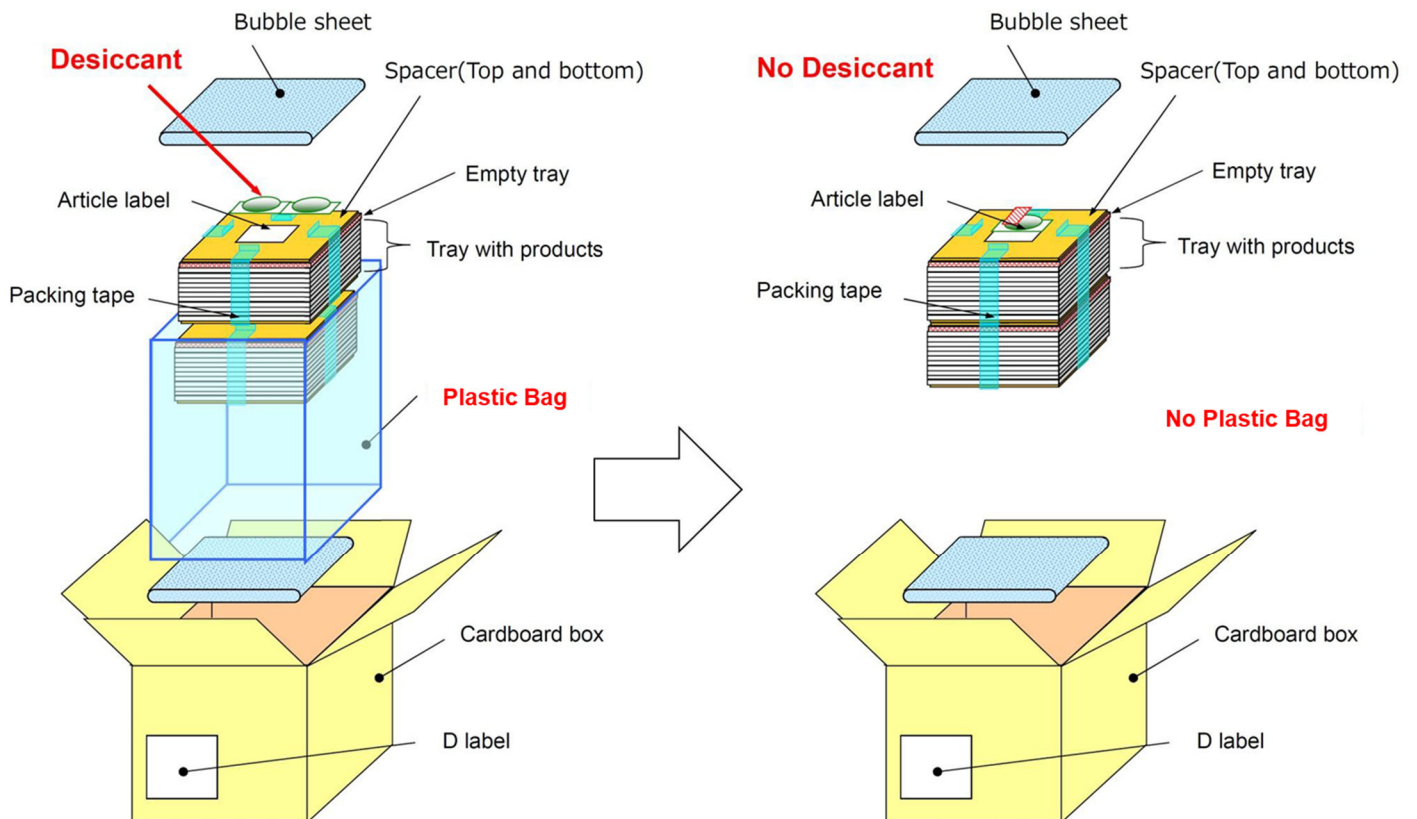 Bubble sheet
Desiccant
Spacer(Top and bottom)
Empty tray
Article label
Tray with products
Packing tape
Plastic Bag
Cardboard box
D label
Bubble sheet
No Desiccant
Spacer(Top and bottom)
Empty tray
Article label
Tray with products
Packing tape
No Plastic Bag
Cardboard box
D label